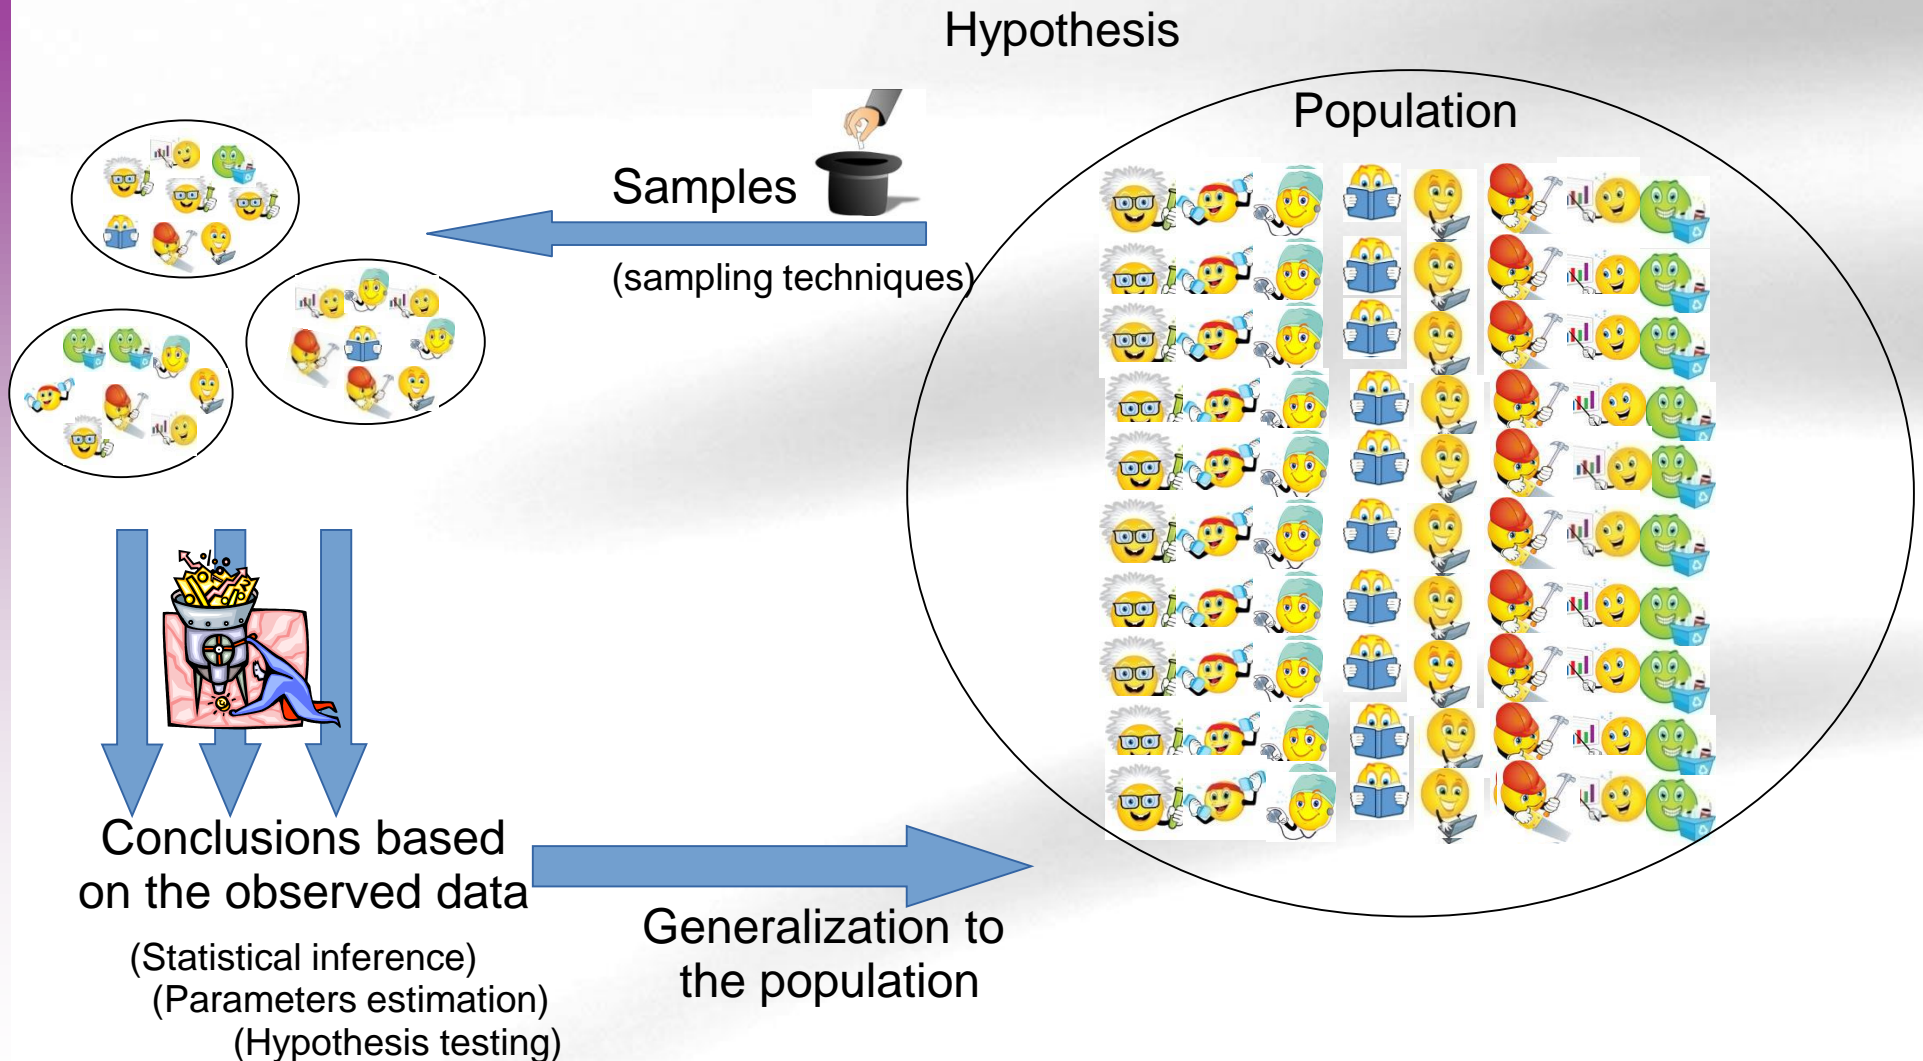 Hypothesis
Population
Samples
(sampling techniques)
Conclusions based
on the observed data
(Statistical inference)
(Parameters estimation)
(Hypothesis testing)
Generalization to
the population